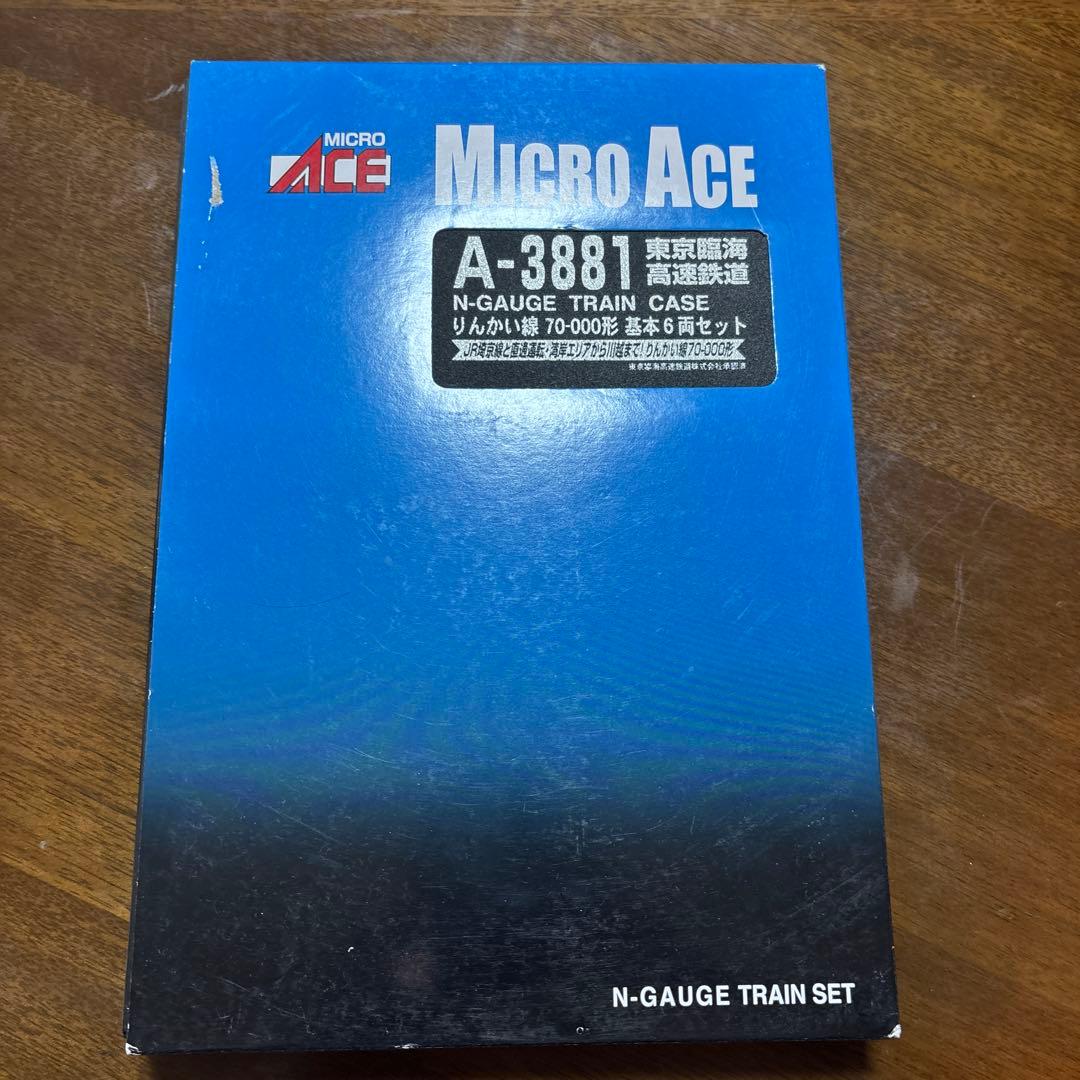 MICRO
ACE
MICRO ACE
A-3881 東京臨海
高速鉄道
N-GAUGE TRAIN CASE
りんかい線 70-000形 基本6両セット
JR埼京線と直通運転・湾岸エリアから川越まで!りんかい線70-000形
東京臨海高速鉄道株式会社承認済
N-GAUGE TRAIN SET